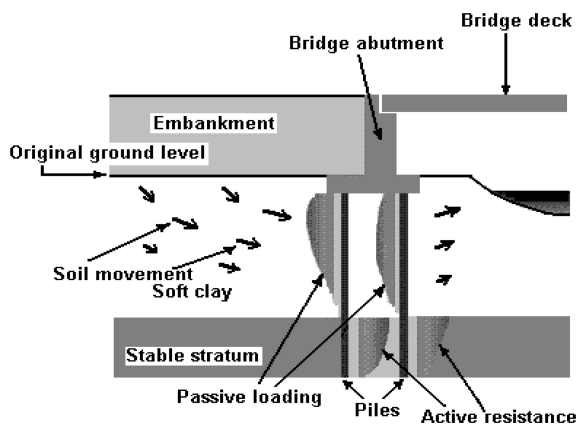 Bridge deck
Bridge abutment
Embankment
Original ground level
Soil movement
Soft clay
Stable stratum
Passive loading
Piles
Active resistance